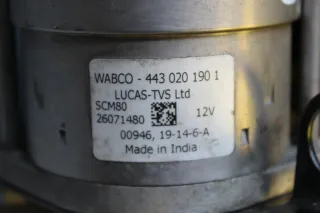 WABCO - 443 020 190 1
LUCAS-TVS Ltd
SCM80
26071480 12V
00946, 19-14-6-A
Made in India